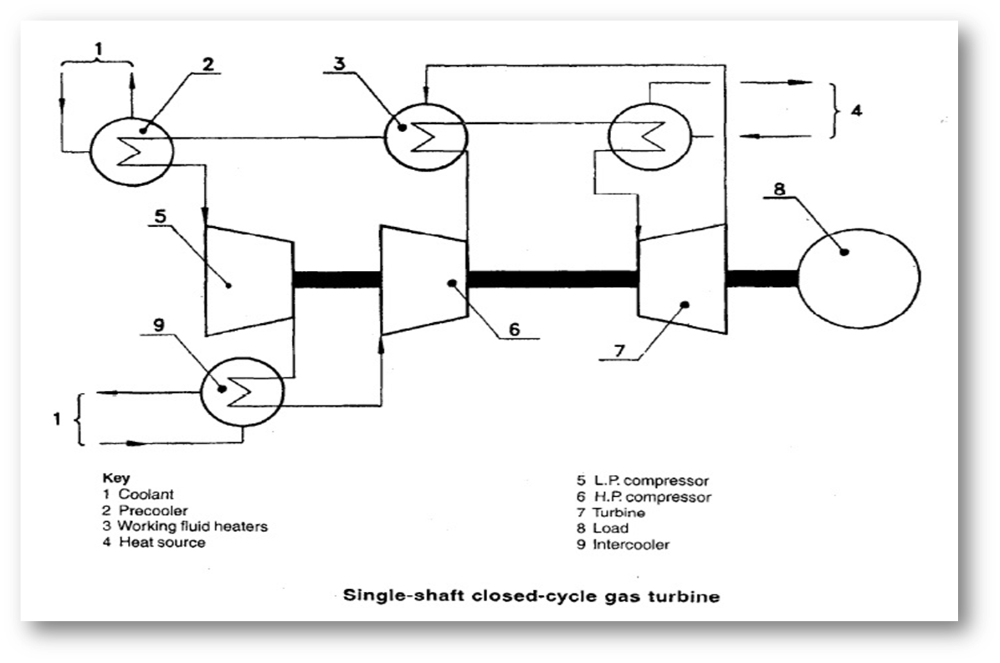 1
2
3
4
8
5
9
6
7
1
Key
1 Coolant
2 Precooler
3 Working fluid heaters
4 Heat source
5 L.P. compressor
6 H.P. compressor
7 Turbine
8 Load
9 Intercooler
Single-shaft closed-cycle gas turbine